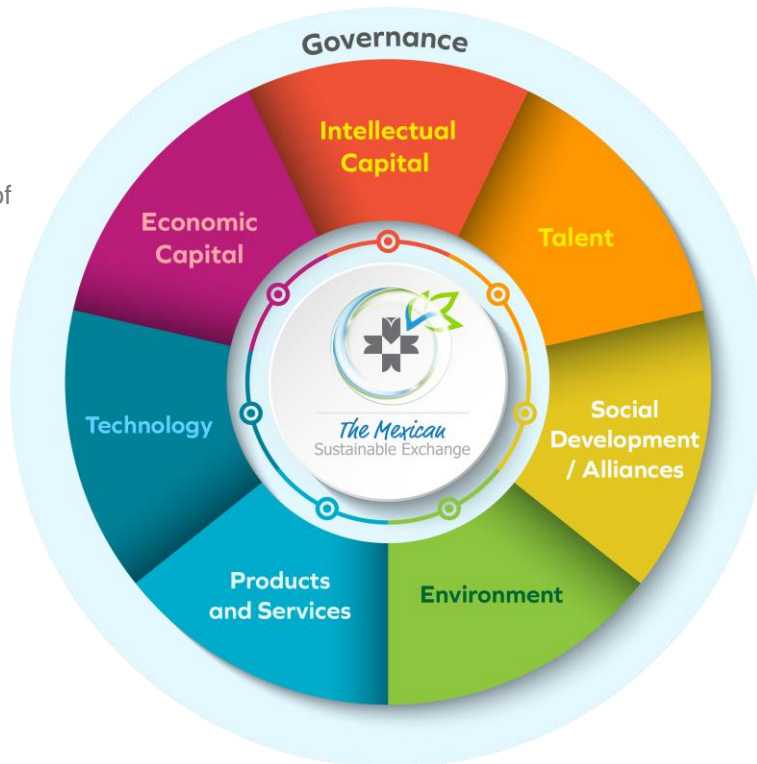 Governance
Intellectual
Capital
of
Economic
Capital
Talent
Technology
The Mexican
Sustainable Exchange
Social
Development
/ Alliances
Products
and Services
Environment